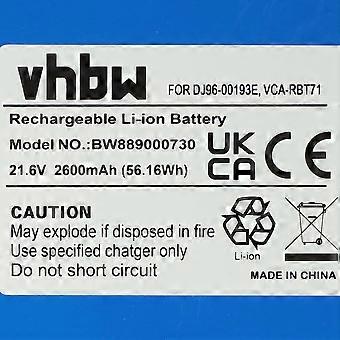 vhbw FOR DJ96-00193E, VCA-RBT71
Rechargeable Li-ion Battery
Model NO.:BW889000730
21.6V 2600mAh (56.16Wh)
UK
CA
CE
CAUTION
May explode if disposed in fire
Use specified charger only
Do not short circuit
Li-ion
MADE IN CHINA